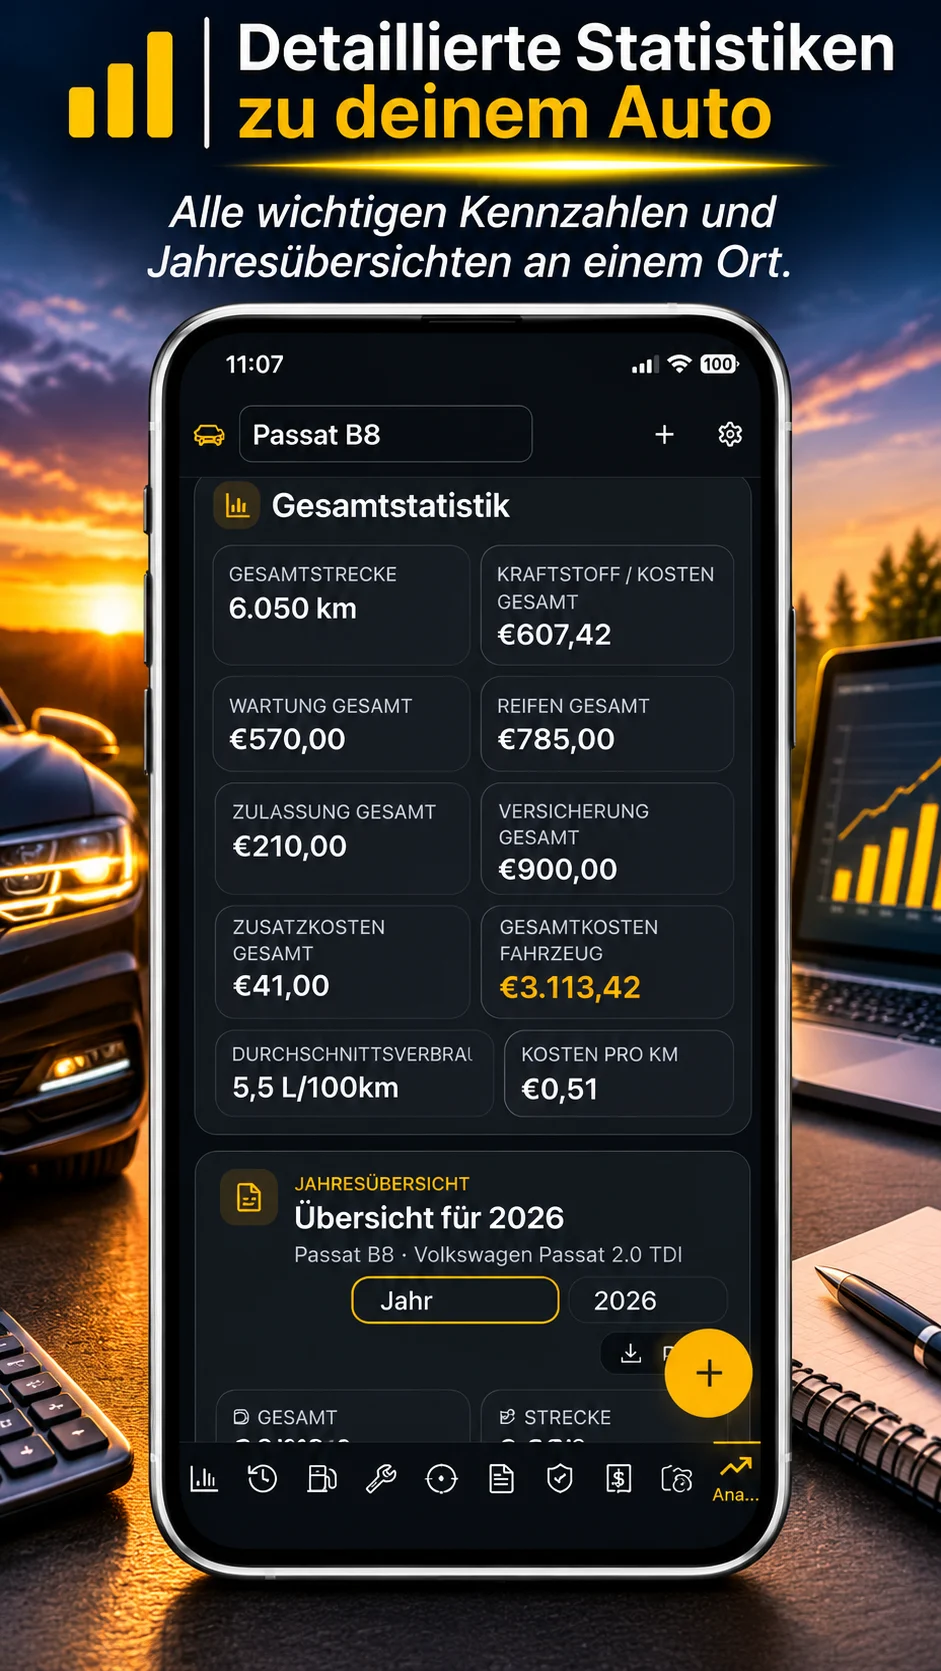 Detaillierte Statistiken
zu deinem Auto
Alle wichtigen Kennzahlen und
Jahresübersichten an einem Ort.
11:07
100
Passat B8
Gesamtstatistik
GESAMTSTRECKE
6.050 km
KRAFTSTOFF / KOSTEN
GESAMT
€607,42
WARTUNG GESAMT
€570,00
REIFEN GESAMT
€785,00
ZULASSUNG GESAMT
€210,00
VERSICHERUNG
GESAMT
€900,00
ZUSATZKOSTEN
GESAMT
€41,00
GESAMTKOSTEN
FAHRZEUG
€3.113,42
DURCHSCHNITTSVERBRAU
5,5 L/100km
KOSTEN PRO KM
€0,51
JAHRESÜBERSICHT
Übersicht für 2026
Passat B8 · Volkswagen Passat 2.0 TDI
Jahr
2026
GESAMT
STRECKE
Ana...